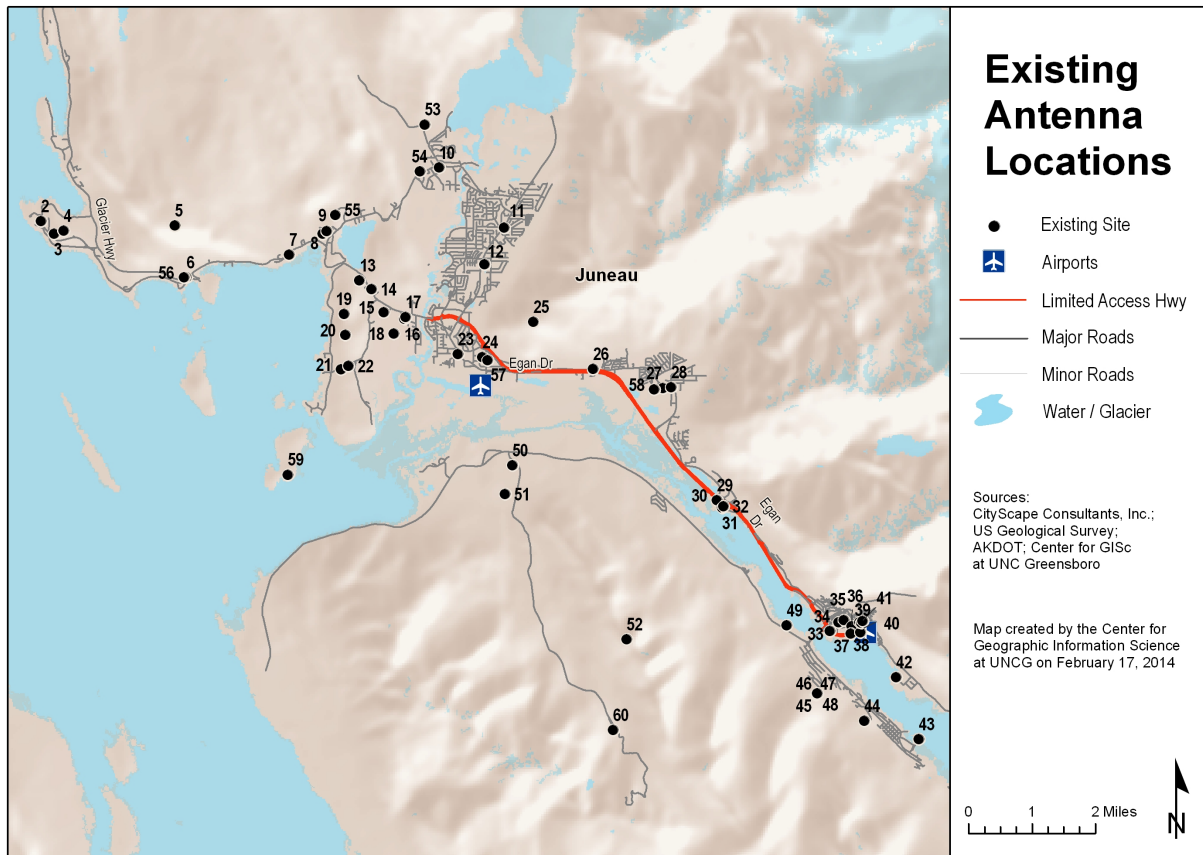 Existing
Antenna
Locations
Existing Site
Airports
Limited Access Hwy
Major Roads
Minor Roads
Water / Glacier
Sources:
CityScape Consultants, Inc.;
US Geological Survey;
AKDOT; Center for GISc
at UNC Greensboro
Map created by the Center for
Geographic Information Science
at UNCG on February 17, 2014
0 1 2 Miles
N
53
54 10
2 4
3
Glacier Hwy
5
9 55
8
7
11
56 6
12
Juneau
13
14
19 15 17
18 16
20
25
21 22
23 24
57
Egan Dr
26
27 28
58 1
59
50
51
29
30 32
31
Egan
Dr
35 36 41
34 39
33 40
37 38
49
52
42
46 47
45 48
44
43
60